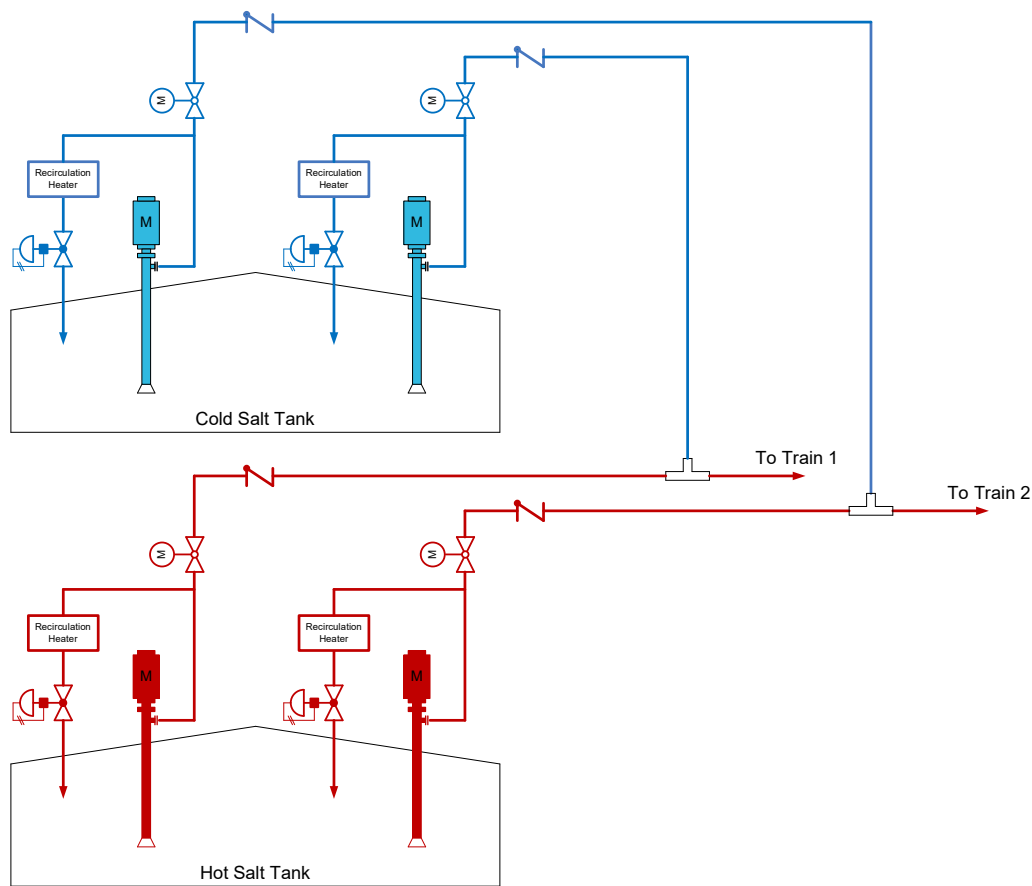 M
M
Recirculation
Heater
Recirculation
Heater
M
M
Cold Salt Tank
To Train 1
To Train 2
M
M
Recirculation
Heater
Recirculation
Heater
M
M
Hot Salt Tank